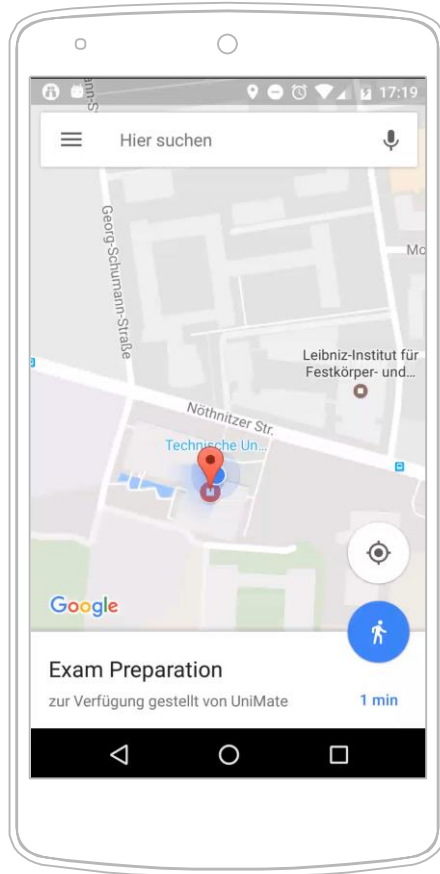 17:19
Hier suchen
Georg-Schumann-Straße
Mo
Leibniz-Institut für
Festkörper- und...
Nöthnitzer Str.
Technische Un...
Google
Exam Preparation
zur Verfügung gestellt von UniMate
1 min